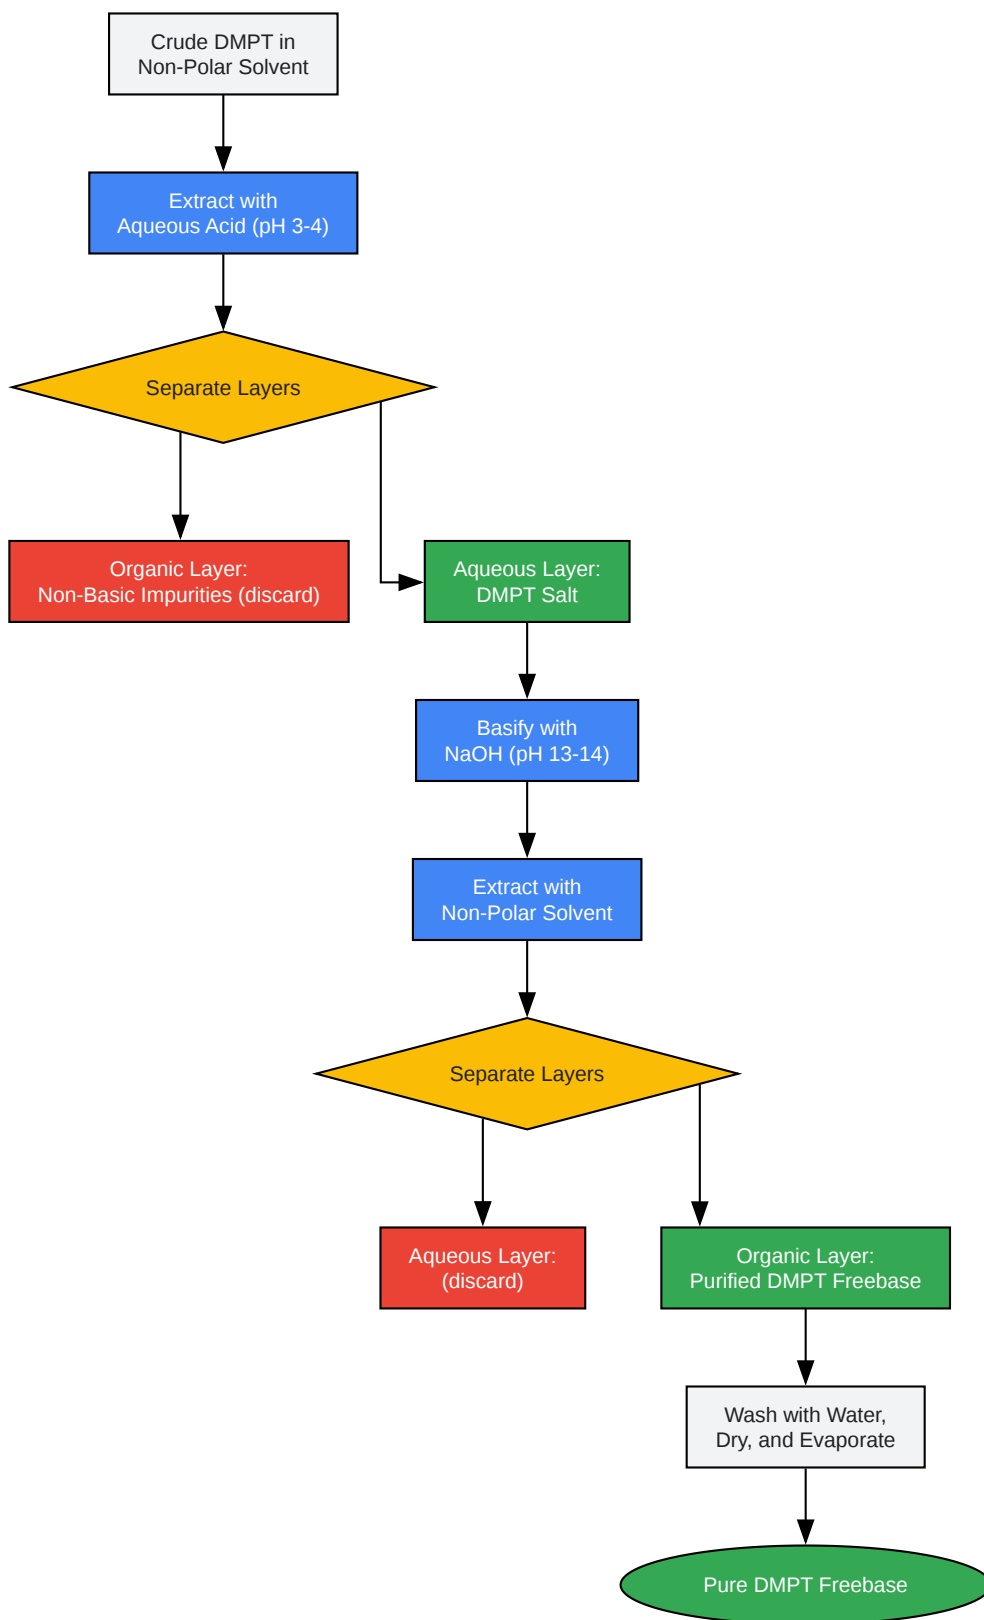 Crude DMPT in
Non-Polar Solvent
Extract with
Aqueous Acid (pH 3-4)
Separate Layers
Organic Layer:
Non-Basic Impurities (discard)
Aqueous Layer:
DMPT Salt
Basify with
NaOH (pH 13-14)
Extract with
Non-Polar Solvent
Separate Layers
Aqueous Layer:
(discard)
Organic Layer:
Purified DMPT Freebase
Wash with Water,
Dry, and Evaporate
Pure DMPT Freebase